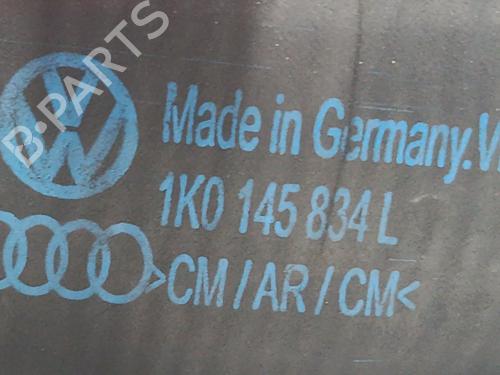 B·PARTS
Made in Germany.V
1K0 145 834 L
>CM / AR / CM<